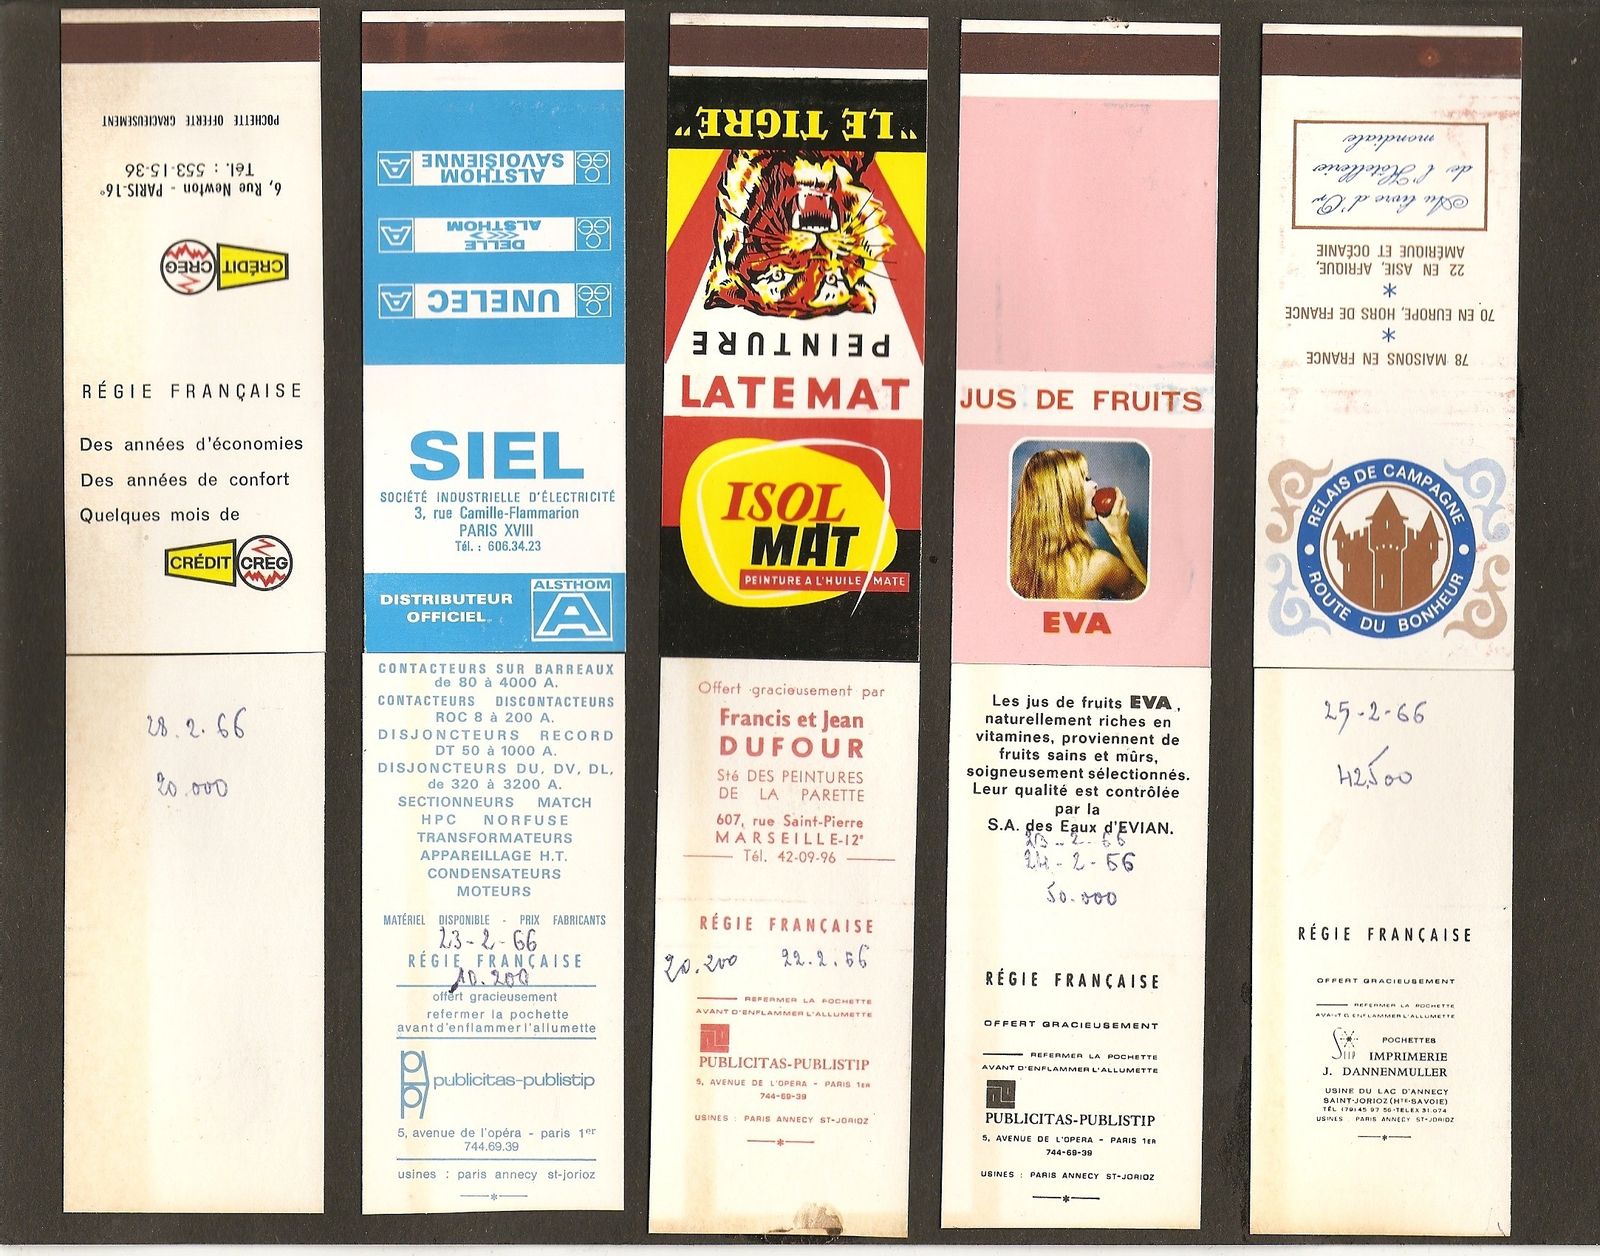 POCHETTE OFFERTE GRACIEUSEMENT
6, Rue Newton - PARIS-16e
Tél. : 553-15-36
CRÉDIT CREG
RÉGIE FRANÇAISE
Des années d'économies
Des années de confort
Quelques mois de
CRÉDIT CREG
28.2.66
20.000
ALSTHOM
SAVOISIENNE
DELLE
ALSTHOM
UNELEC
SIEL
SOCIÉTÉ INDUSTRIELLE D'ÉLECTRICITÉ
3, rue Camille-Flammarion
PARIS XVIII
Tél. : 606.34.23
DISTRIBUTEUR
OFFICIEL
ALSTHOM
A
CONTACTEURS SUR BARREAUX
de 80 à 4000 A.
CONTACTEURS DISCONTACTEURS
ROC 8 à 200 A.
DISJONCTEURS RECORD
DT 50 à 1000 A.
DISJONCTEURS DU, DV, DL,
de 320 à 3200 A.
SECTIONNEURS MATCH
HPC NORFUSE
TRANSFORMATEURS
APPAREILLAGE H.T.
CONDENSATEURS
MOTEURS
MATÉRIEL DISPONIBLE - PRIX FABRICANTS
23-2-66
RÉGIE FRANÇAISE
10.200
offert gracieusement
refermer la pochette
avant d'enflammer l'allumette
publicitas-publistip
5, avenue de l'opéra - paris 1er
744.69.39
usines : paris annecy st-jorioz
"LE TIGRE"
PEINTURE
LATEMAT
ISOL
MAT
PEINTURE A L'HUILE MATE
Offert gracieusement par
Francis et Jean
DUFOUR
Sté DES PEINTURES
DE LA PARETTE
607, rue Saint-Pierre
MARSEILLE-12e
Tél. 42-09-96
RÉGIE FRANÇAISE
20.200 22.2.66
REFERMER LA POCHETTE
AVANT D'ENFLAMMER L'ALLUMETTE
PUBLICITAS-PUBLISTIP
5, AVENUE DE L'OPERA - PARIS 1ER
744-69-39
USINES : PARIS ANNECY ST-JORIOZ
JUS DE FRUITS
EVA
Les jus de fruits EVA,
naturellement riches en
vitamines, proviennent de
fruits sains et mûrs,
soigneusement sélectionnés.
Leur qualité est contrôlée
par la
S.A. des Eaux d'EVIAN.
23-2-66
24-2-66
50.000
RÉGIE FRANÇAISE
OFFERT GRACIEUSEMENT
REFERMER LA POCHETTE
AVANT D'ENFLAMMER L'ALLUMETTE
PUBLICITAS-PUBLISTIP
5, AVENUE DE L'OPERA - PARIS 1ER
744-69-39
USINES : PARIS ANNECY ST-JORIOZ
Au livre d'Or
de l'Hôtellerie
mondiale
22 EN ASIE, AFRIQUE,
AMÉRIQUE ET OCÉANIE
70 EN EUROPE, HORS DE FRANCE
78 MAISONS EN FRANCE
RELAIS DE CAMPAGNE
ROUTE DU BONHEUR
25-2-66
42.500
RÉGIE FRANÇAISE
OFFERT GRACIEUSEMENT
REFERMER LA POCHETTE
AVANT D'ENFLAMMER L'ALLUMETTE
POCHETTES
IMPRIMERIE
J. DANNENMULLER
USINE DU LAC D'ANNECY
SAINT-JORIOZ (HTE-SAVOIE)
TÉL (79) 45 97 56 - TELEX 31.074
USINES : PARIS ANNECY ST-JORIOZ